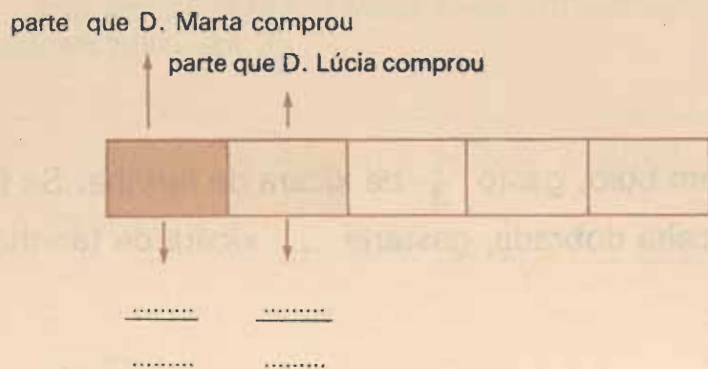 parte que D. Marta comprou
parte que D. Lúcia comprou
......... .........
......... .........